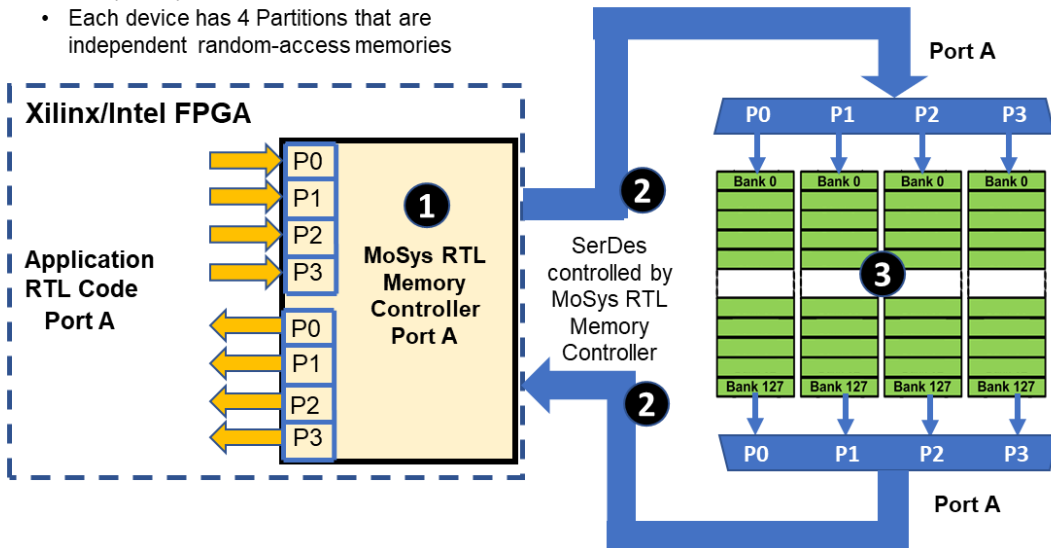 • Each device has 4 Partitions that are
independent random-access memories
Xilinx/Intel FPGA
Application
RTL Code
Port A
P0
P1
P2
P3
P0
P1
P2
P3
1
MoSys RTL
Memory
Controller
Port A
2
SerDes
controlled by
MoSys RTL
Memory
Controller
2
Port A
P0 P1 P2 P3
Bank 0 Bank 0 Bank 0 Bank 0
3
Bank 127 Bank 127 Bank 127 Bank 127
P0 P1 P2 P3
Port A